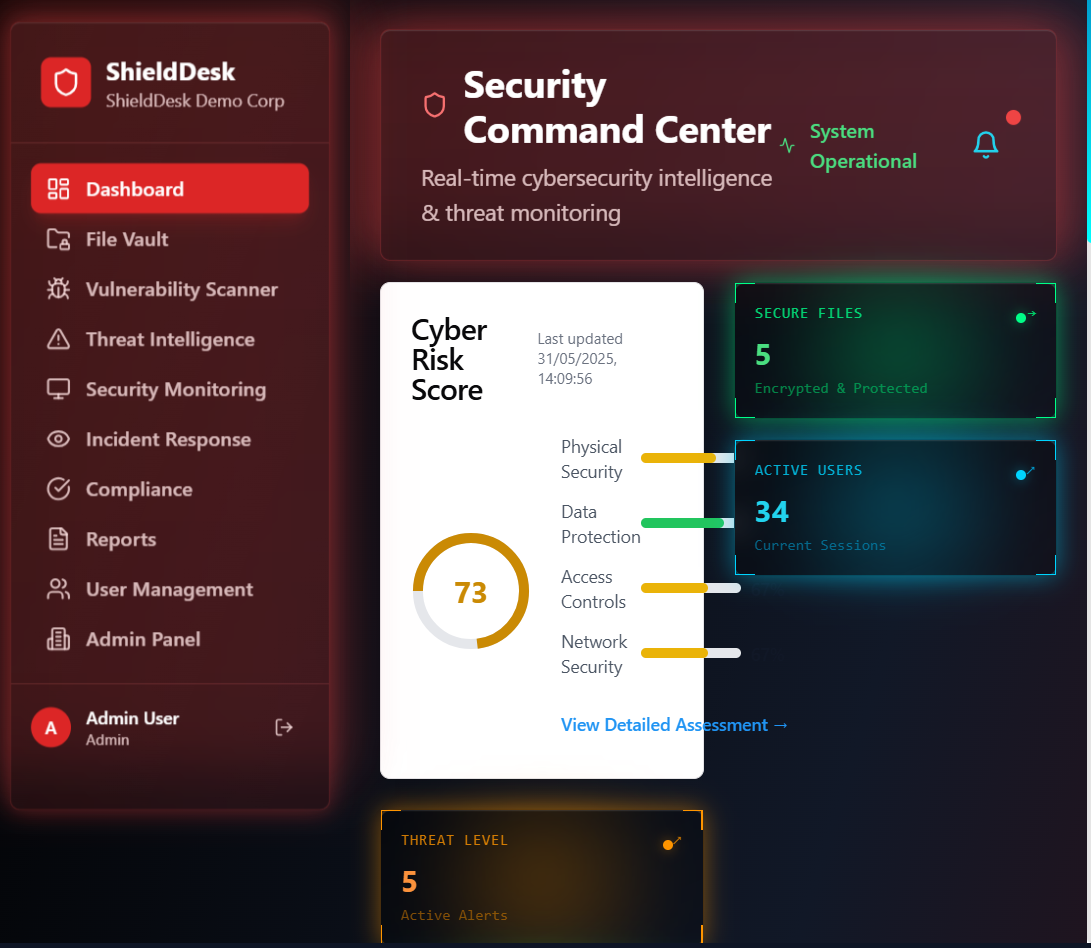 ShieldDesk
ShieldDesk Demo Corp
Dashboard
File Vault
Vulnerability Scanner
Threat Intelligence
Security Monitoring
Incident Response
Compliance
Reports
User Management
Admin Panel
A
Admin User
Admin
Security
Command Center
Real-time cybersecurity intelligence
& threat monitoring
System
Operational
Cyber
Risk
Score
Last updated
31/05/2025,
14:09:56
73
Physical
Security
Data
Protection
Access
Controls
Network
Security
View Detailed Assessment →
SECURE FILES
→
5
Encrypted & Protected
ACTIVE USERS
↗
34
Current Sessions
THREAT LEVEL
↗
5
Active Alerts